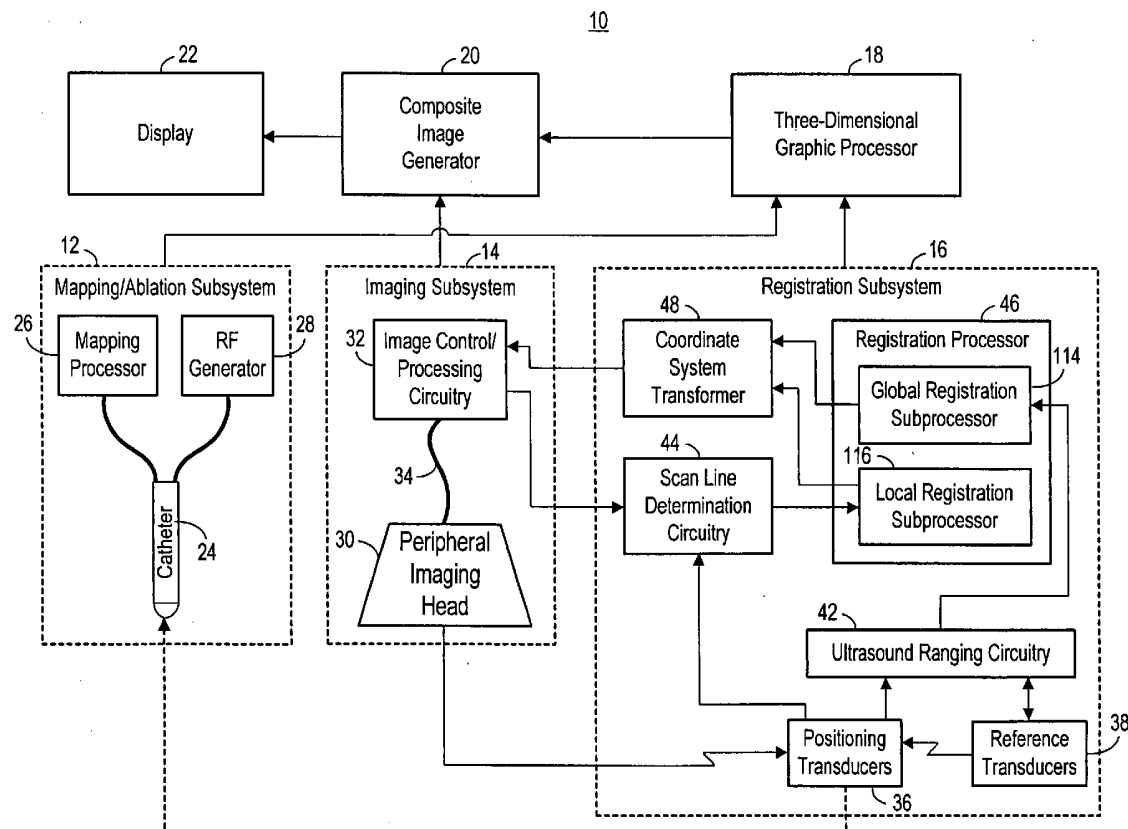 10
22
20
18
Display
Composite
Image
Generator
Three-Dimensional
Graphic Processor
12
14
16
Mapping/Ablation Subsystem
Imaging Subsystem
Registration Subsystem
26
Mapping
Processor
RF
Generator
28
32
Image Control/
Processing
Circuitry
48
Coordinate
System
Transformer
46
Registration Processor
114
Global Registration
Subprocessor
34
44
Scan Line
Determination
Circuitry
116
Local Registration
Subprocessor
Catheter
24
30
Peripheral
Imaging
Head
42
Ultrasound Ranging Circuitry
Positioning
Transducers
36
Reference
Transducers
38